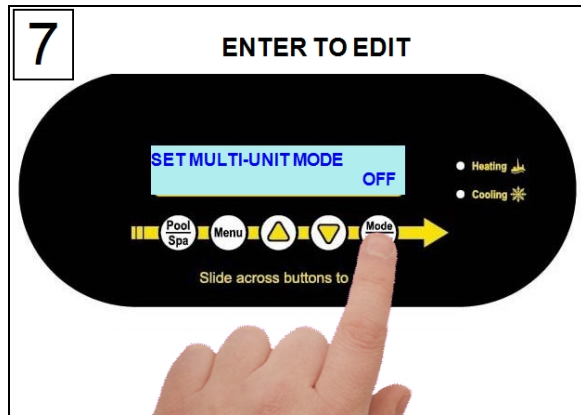 7
ENTER TO EDIT
SET MULTI-UNIT MODE
OFF
Heating
Cooling
Pool
Spa
Menu
Mode
Slide across buttons to